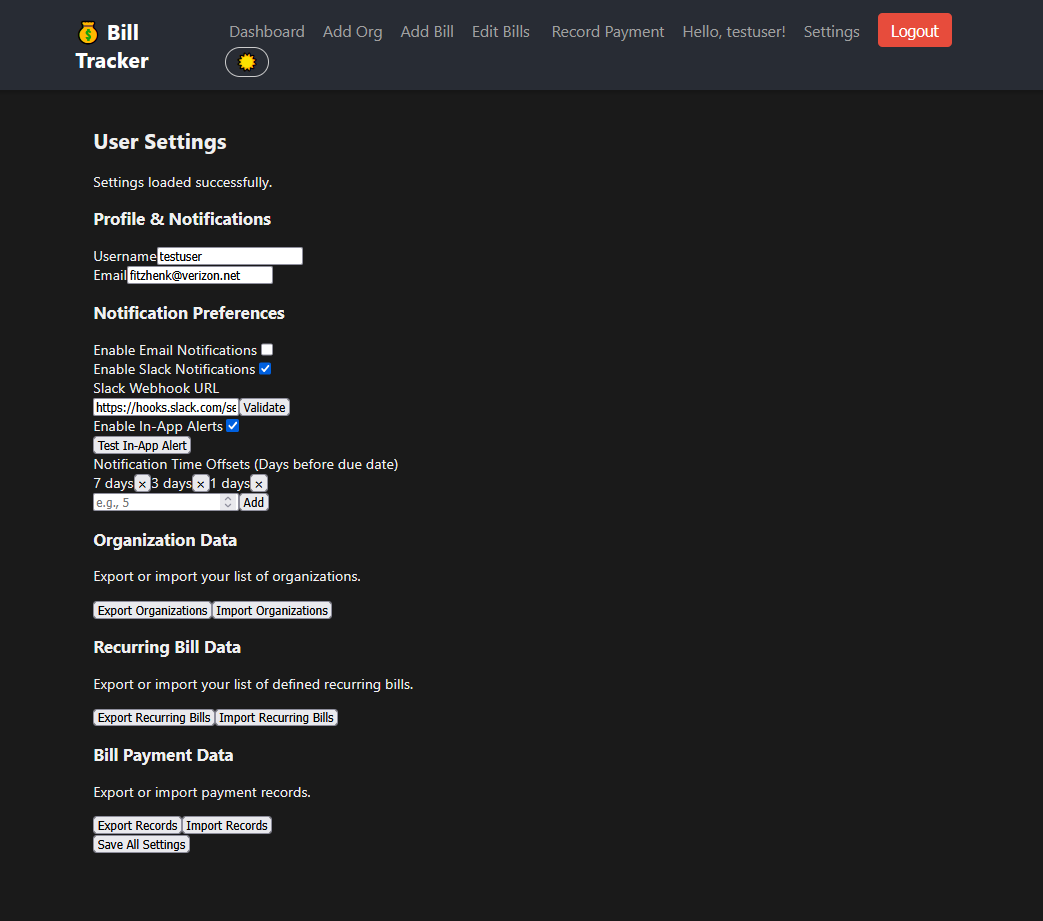 Bill Tracker
Dashboard Add Org Add Bill Edit Bills Record Payment Hello, testuser! Settings Logout
User Settings
Settings loaded successfully.
Profile & Notifications
Username testuser
Email fitzhenk@verizon.net
Notification Preferences
Enable Email Notifications
Enable Slack Notifications
Slack Webhook URL
https://hooks.slack.com/se Validate
Enable In-App Alerts
Test In-App Alert
Notification Time Offsets (Days before due date)
7 days × 3 days × 1 days ×
e.g., 5 Add
Organization Data
Export or import your list of organizations.
Export Organizations Import Organizations
Recurring Bill Data
Export or import your list of defined recurring bills.
Export Recurring Bills Import Recurring Bills
Bill Payment Data
Export or import payment records.
Export Records Import Records
Save All Settings